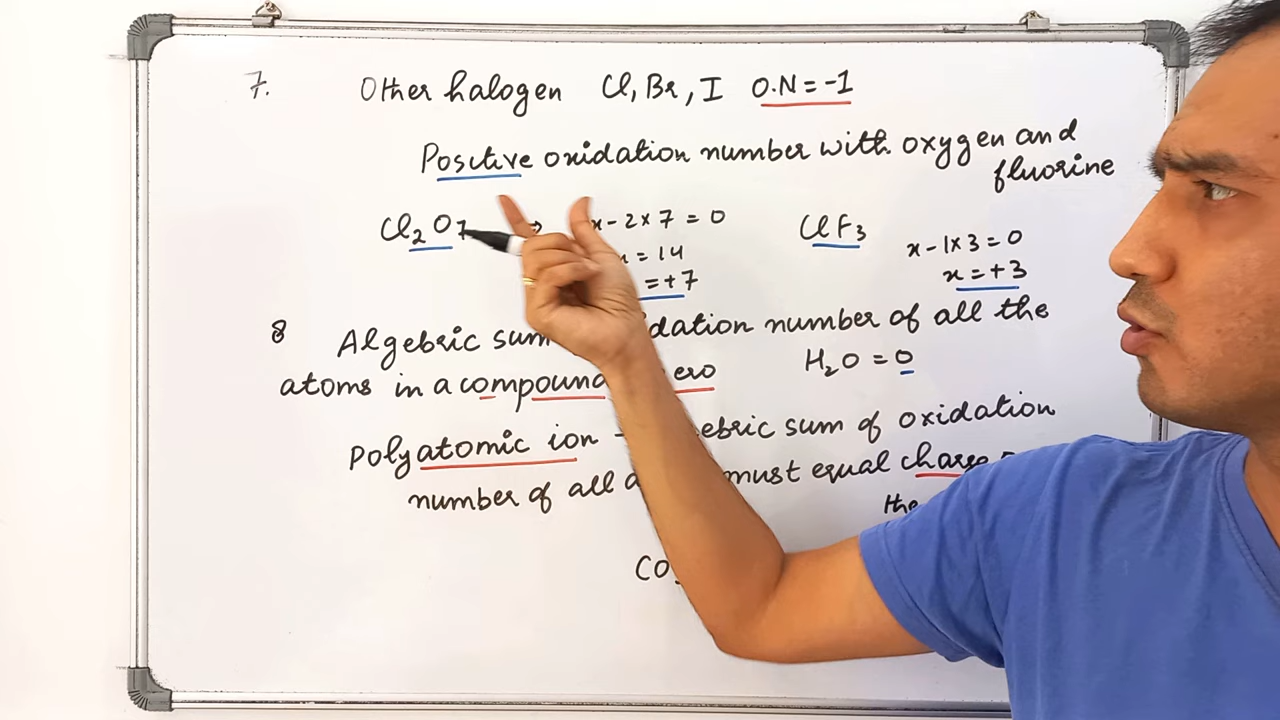 7. Other halogen Cl, Br, I O.N = -1
Positive oxidation number with oxygen and
fluorine
Cl2O7 x - 2 x 7 = 0 ClF3 x - 1 x 3 = 0
= 14 x = + 3
= + 7
8 Algebric sum number of all the
atoms in a compound H2O = 0
Polyatomic ion - sum of oxidation
number of all must equal charge
the
CO